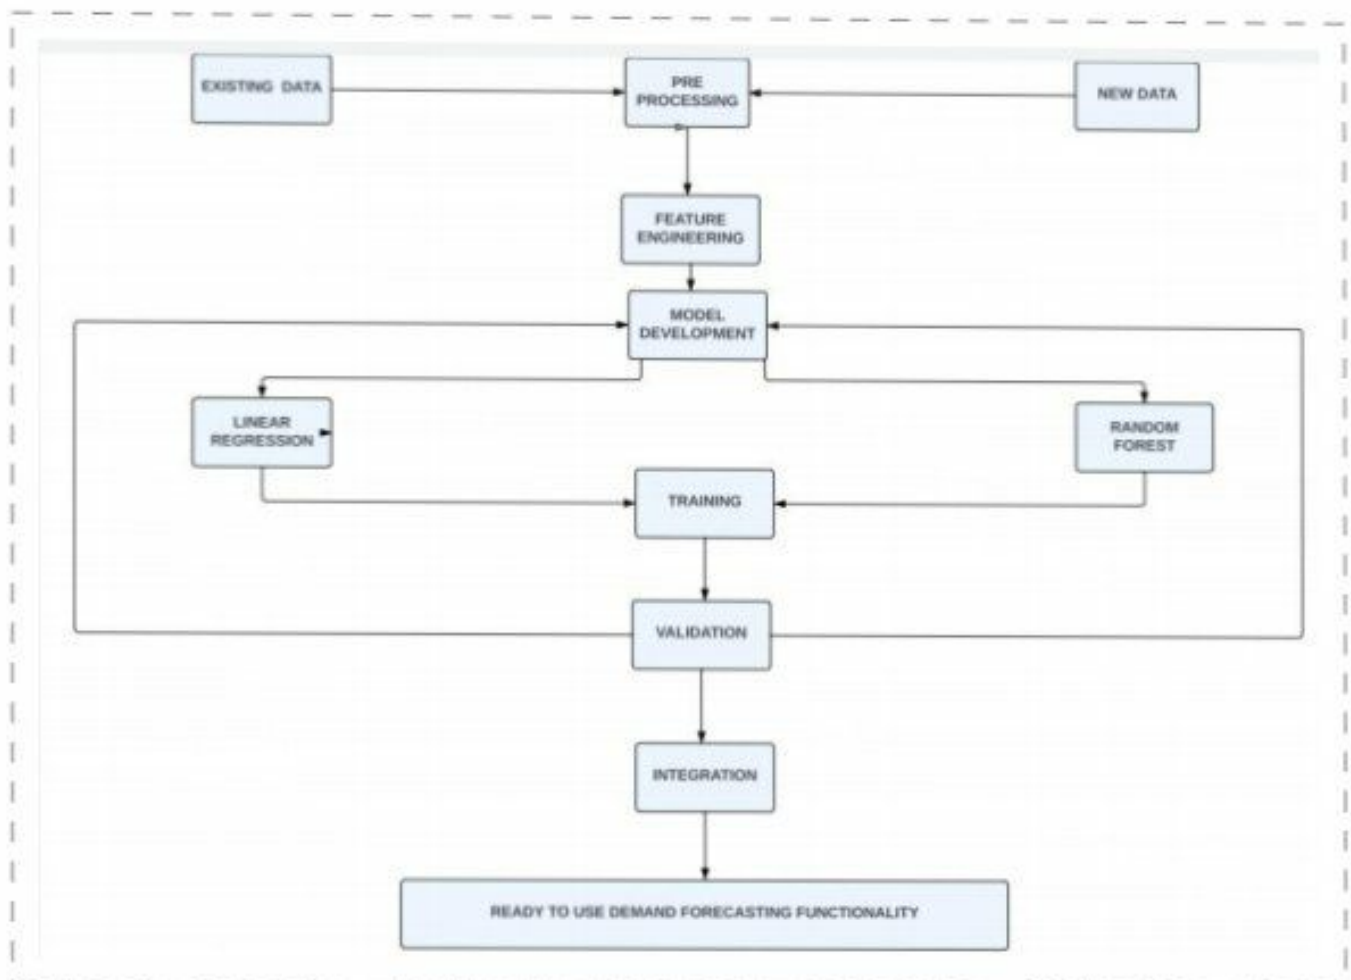 EXISTING DATA
PRE
PROCESSING
NEW DATA
FEATURE
ENGINEERING
MODEL
DEVELOPMENT
LINEAR
REGRESSION
RANDOM
FOREST
TRAINING
VALIDATION
INTEGRATION
READY TO USE DEMAND FORECASTING FUNCTIONALITY